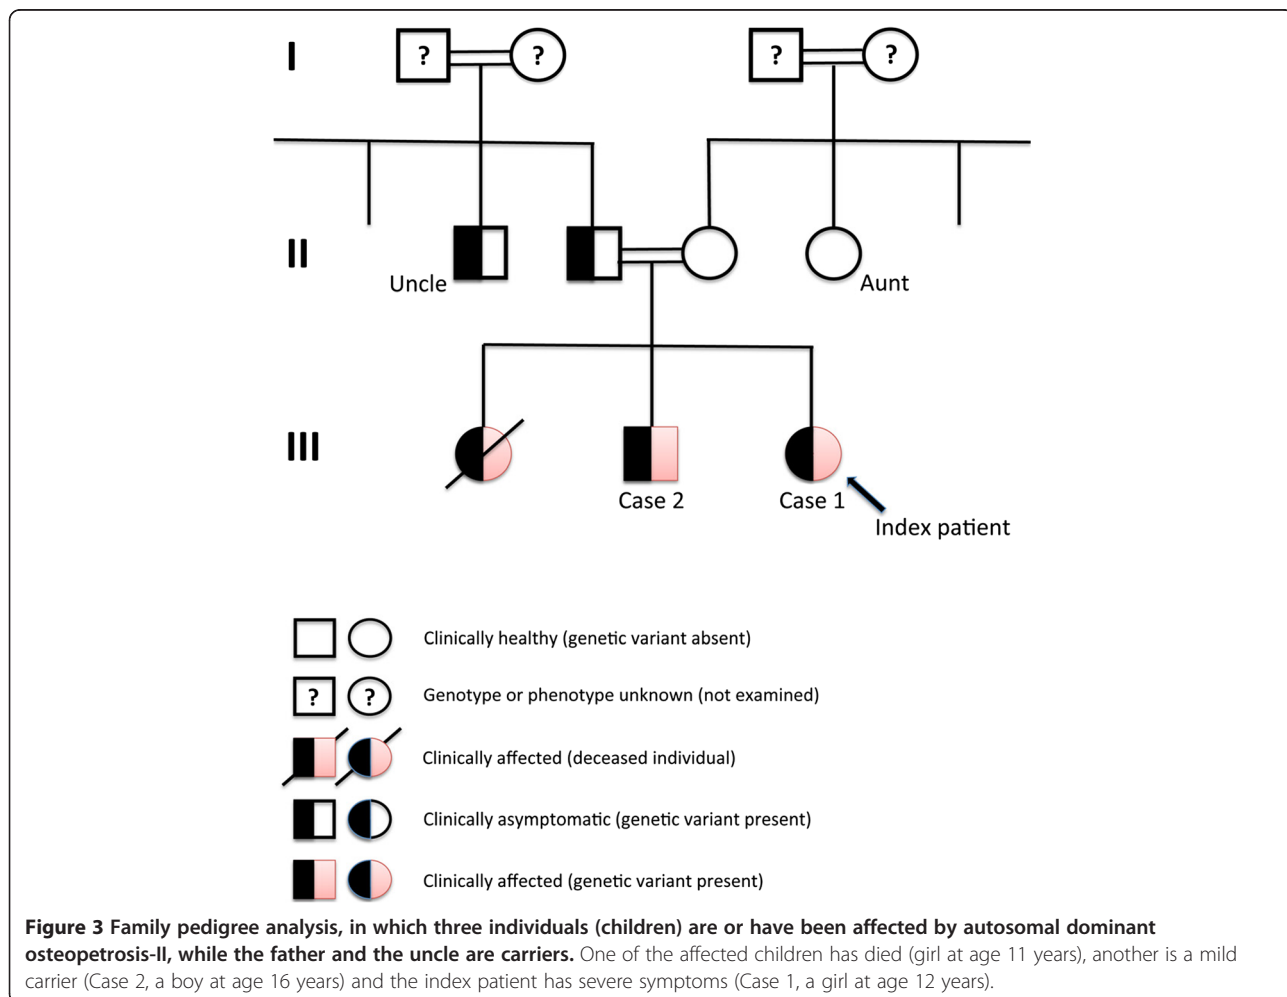 I ? ? ? ?
II
Uncle Aunt
III
Case 2 Case 1
Index patient
Clinically healthy (genetic variant absent)
? ? Genotype or phenotype unknown (not examined)
Clinically affected (deceased individual)
Clinically asymptomatic (genetic variant present)
Clinically affected (genetic variant present)
Figure 3 Family pedigree analysis, in which three individuals (children) are or have been affected by autosomal dominant
osteopetrosis-II, while the father and the uncle are carriers. One of the affected children has died (girl at age 11 years), another is a mild
carrier (Case 2, a boy at age 16 years) and the index patient has severe symptoms (Case 1, a girl at age 12 years).